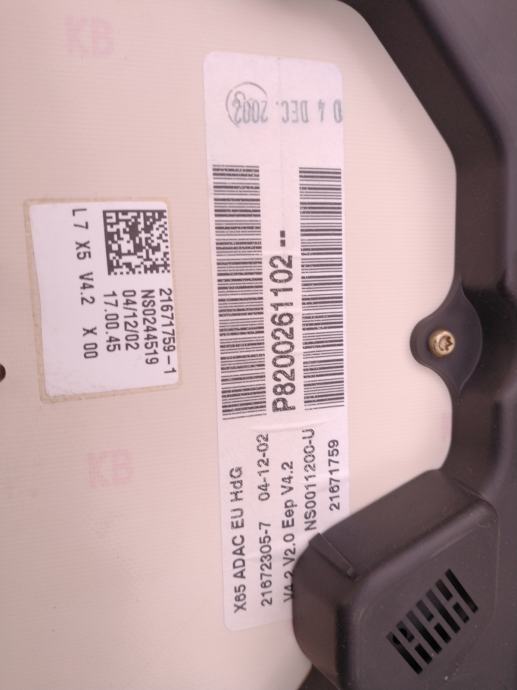 KB
04 DEC. 2002
P8200261102--
X65 ADAC EU HdG
21672305-7 04-12-02
V4.2 V2.0 Eep V4.2
NS0011200-U
21671759
21671759-1
NS0244519
04/12/02
17.00.45
L7 X5 V4.2 X 00
KB